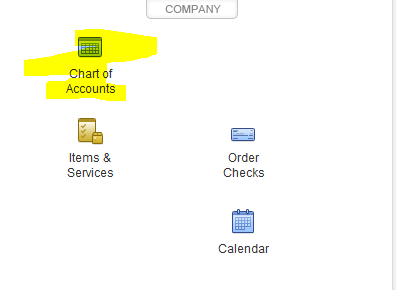 COMPANY
Chart of
Accounts
Items &
Services
Order
Checks
Calendar